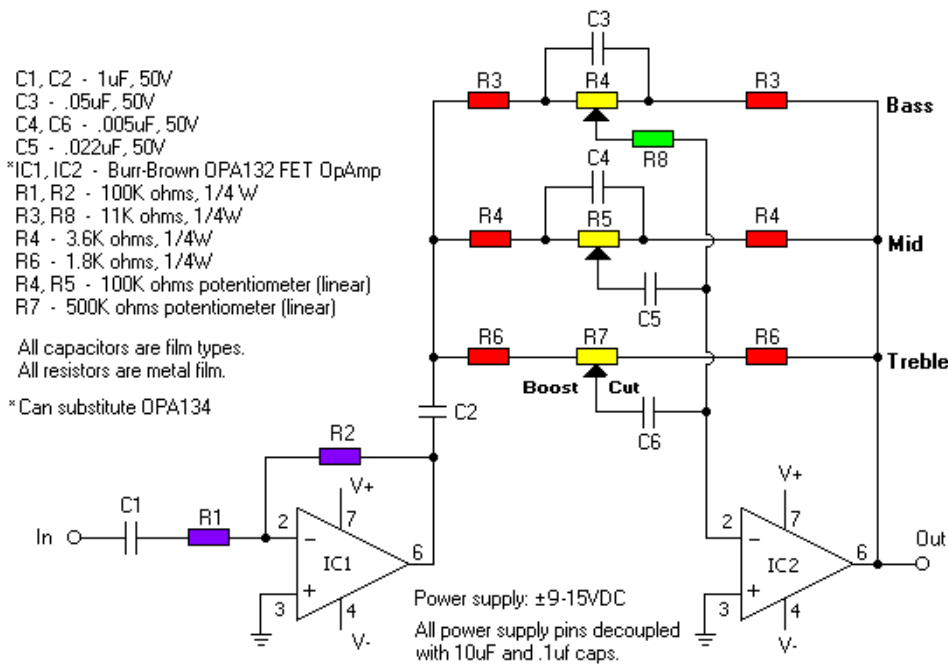 C1, C2 - 1uF, 50V
C3 - .05uF, 50V
C4, C6 - .005uF, 50V
C5 - .022uF, 50V
*IC1, IC2 - Burr-Brown OPA132 FET OpAmp
R1, R2 - 100K ohms, 1/4 W
R3, R8 - 11K ohms, 1/4W
R4 - 3.6K ohms, 1/4W
R6 - 1.8K ohms, 1/4W
R4, R5 - 100K ohms potentiometer (linear)
R7 - 500K ohms potentiometer (linear)
All capacitors are film types.
All resistors are metal film.
*Can substitute OPA134
C3
R3 R4 R3
Bass
R8
C4
R4 R5 R4
Mid
C5
R6 R7 R6
Treble
Boost Cut
C2
C6
R2
V+
V+
C1
R1
In
2
7
6
IC1
3
4
V-
2
7
6
Out
IC2
3
4
V-
Power supply: ±9-15VDC
All power supply pins decoupled
with 10uF and .1uf caps.
− +
− +